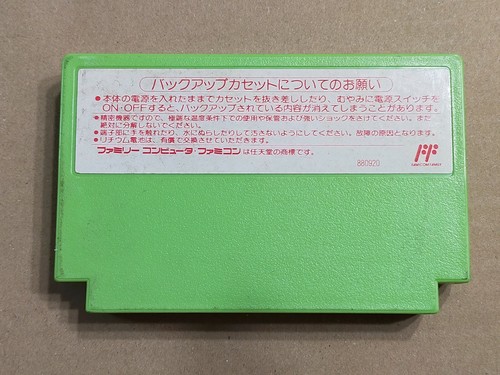 バックアップカセットについてのお願い
●本体の電源を入れたままでカセットを抜き差ししたり、むやみに電源スイッチを
ON・OFFすると、バックアップされている内容が消えてしまうことがあります。
●精密機器ですので、極端な温度条件下での使用や保管および強いショックをさけてください。また、
絶対に分解しないでください。
●端子部に手を触れたり、水にぬらしたりして汚さないようにしてください。故障の原因となります。
●リチウム電池は、有償で交換させていただきます。
ファミリーコンピュータ・ファミコンは任天堂の商標です。
880920